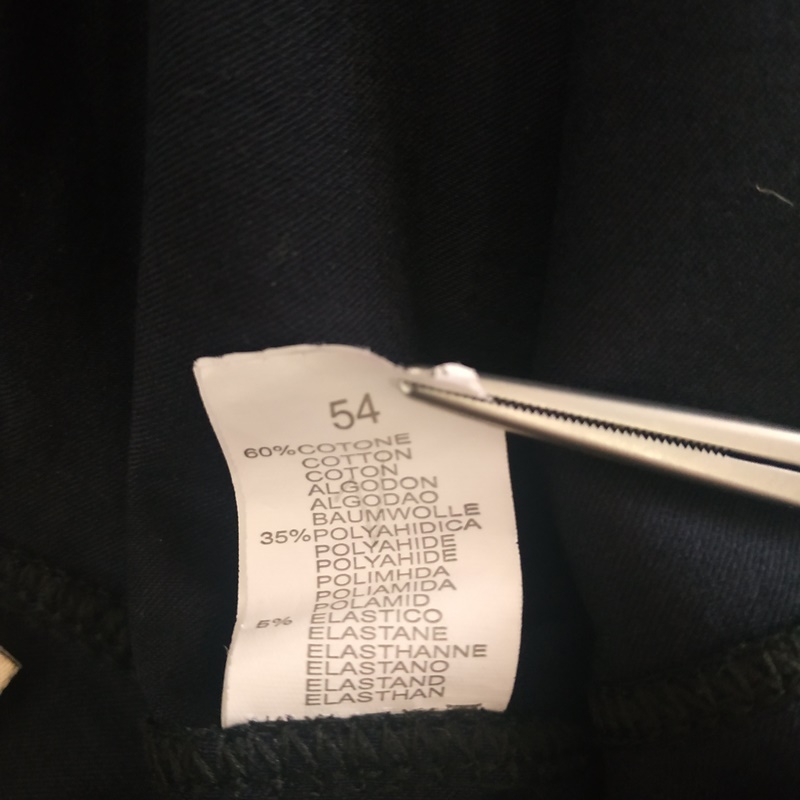 54
60%COTONE
COTTON
COTON
ALGODON
ALGODAO
BAUMWOLLE
35%POLYAHIDICA
POLYAHIDE
POLYAHIDE
POLIMHDA
POLIAMIDA
POLAMID
5% ELASTICO
ELASTANE
ELASTHANNE
ELASTANO
ELASTAND
ELASTHAN